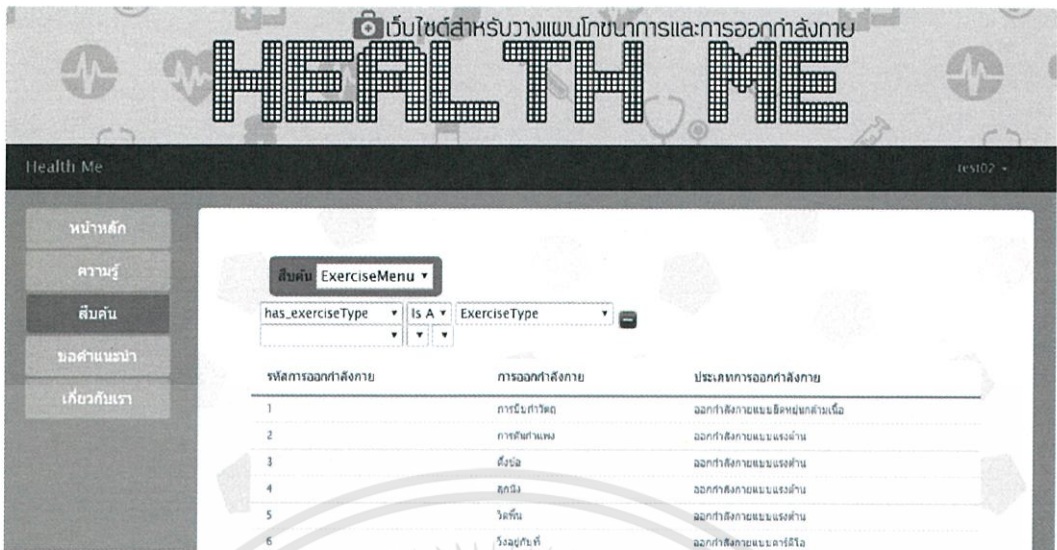 เว็บไซต์สำหรับวางแผนโภชนาการและการออกกำลังกาย
HEALTH ME
Health Me test02
หน้าหลัก
ความรู้
สืบค้น
ขอคำแนะนำ
เกี่ยวกับเรา
สืบค้น ExerciseMenu
has_exerciseType Is A ExerciseType
รหัสการออกกำลังกาย การออกกำลังกาย ประเภทการออกกำลังกาย
1 ออกกำลังกายแบบยืดหยุ่นกล้ามเนื้อ
2 การดันกำแพง ออกกำลังกายแบบแรงต้าน
3 ดึงข้อ ออกกำลังกายแบบแรงต้าน
4 ลุกนั่ง ออกกำลังกายแบบแรงต้าน
5 วิดพื้น ออกกำลังกายแบบแรงต้าน
6 วิ่งอยู่กับที่ ออกกำลังกายแบบคาร์ดิโอ